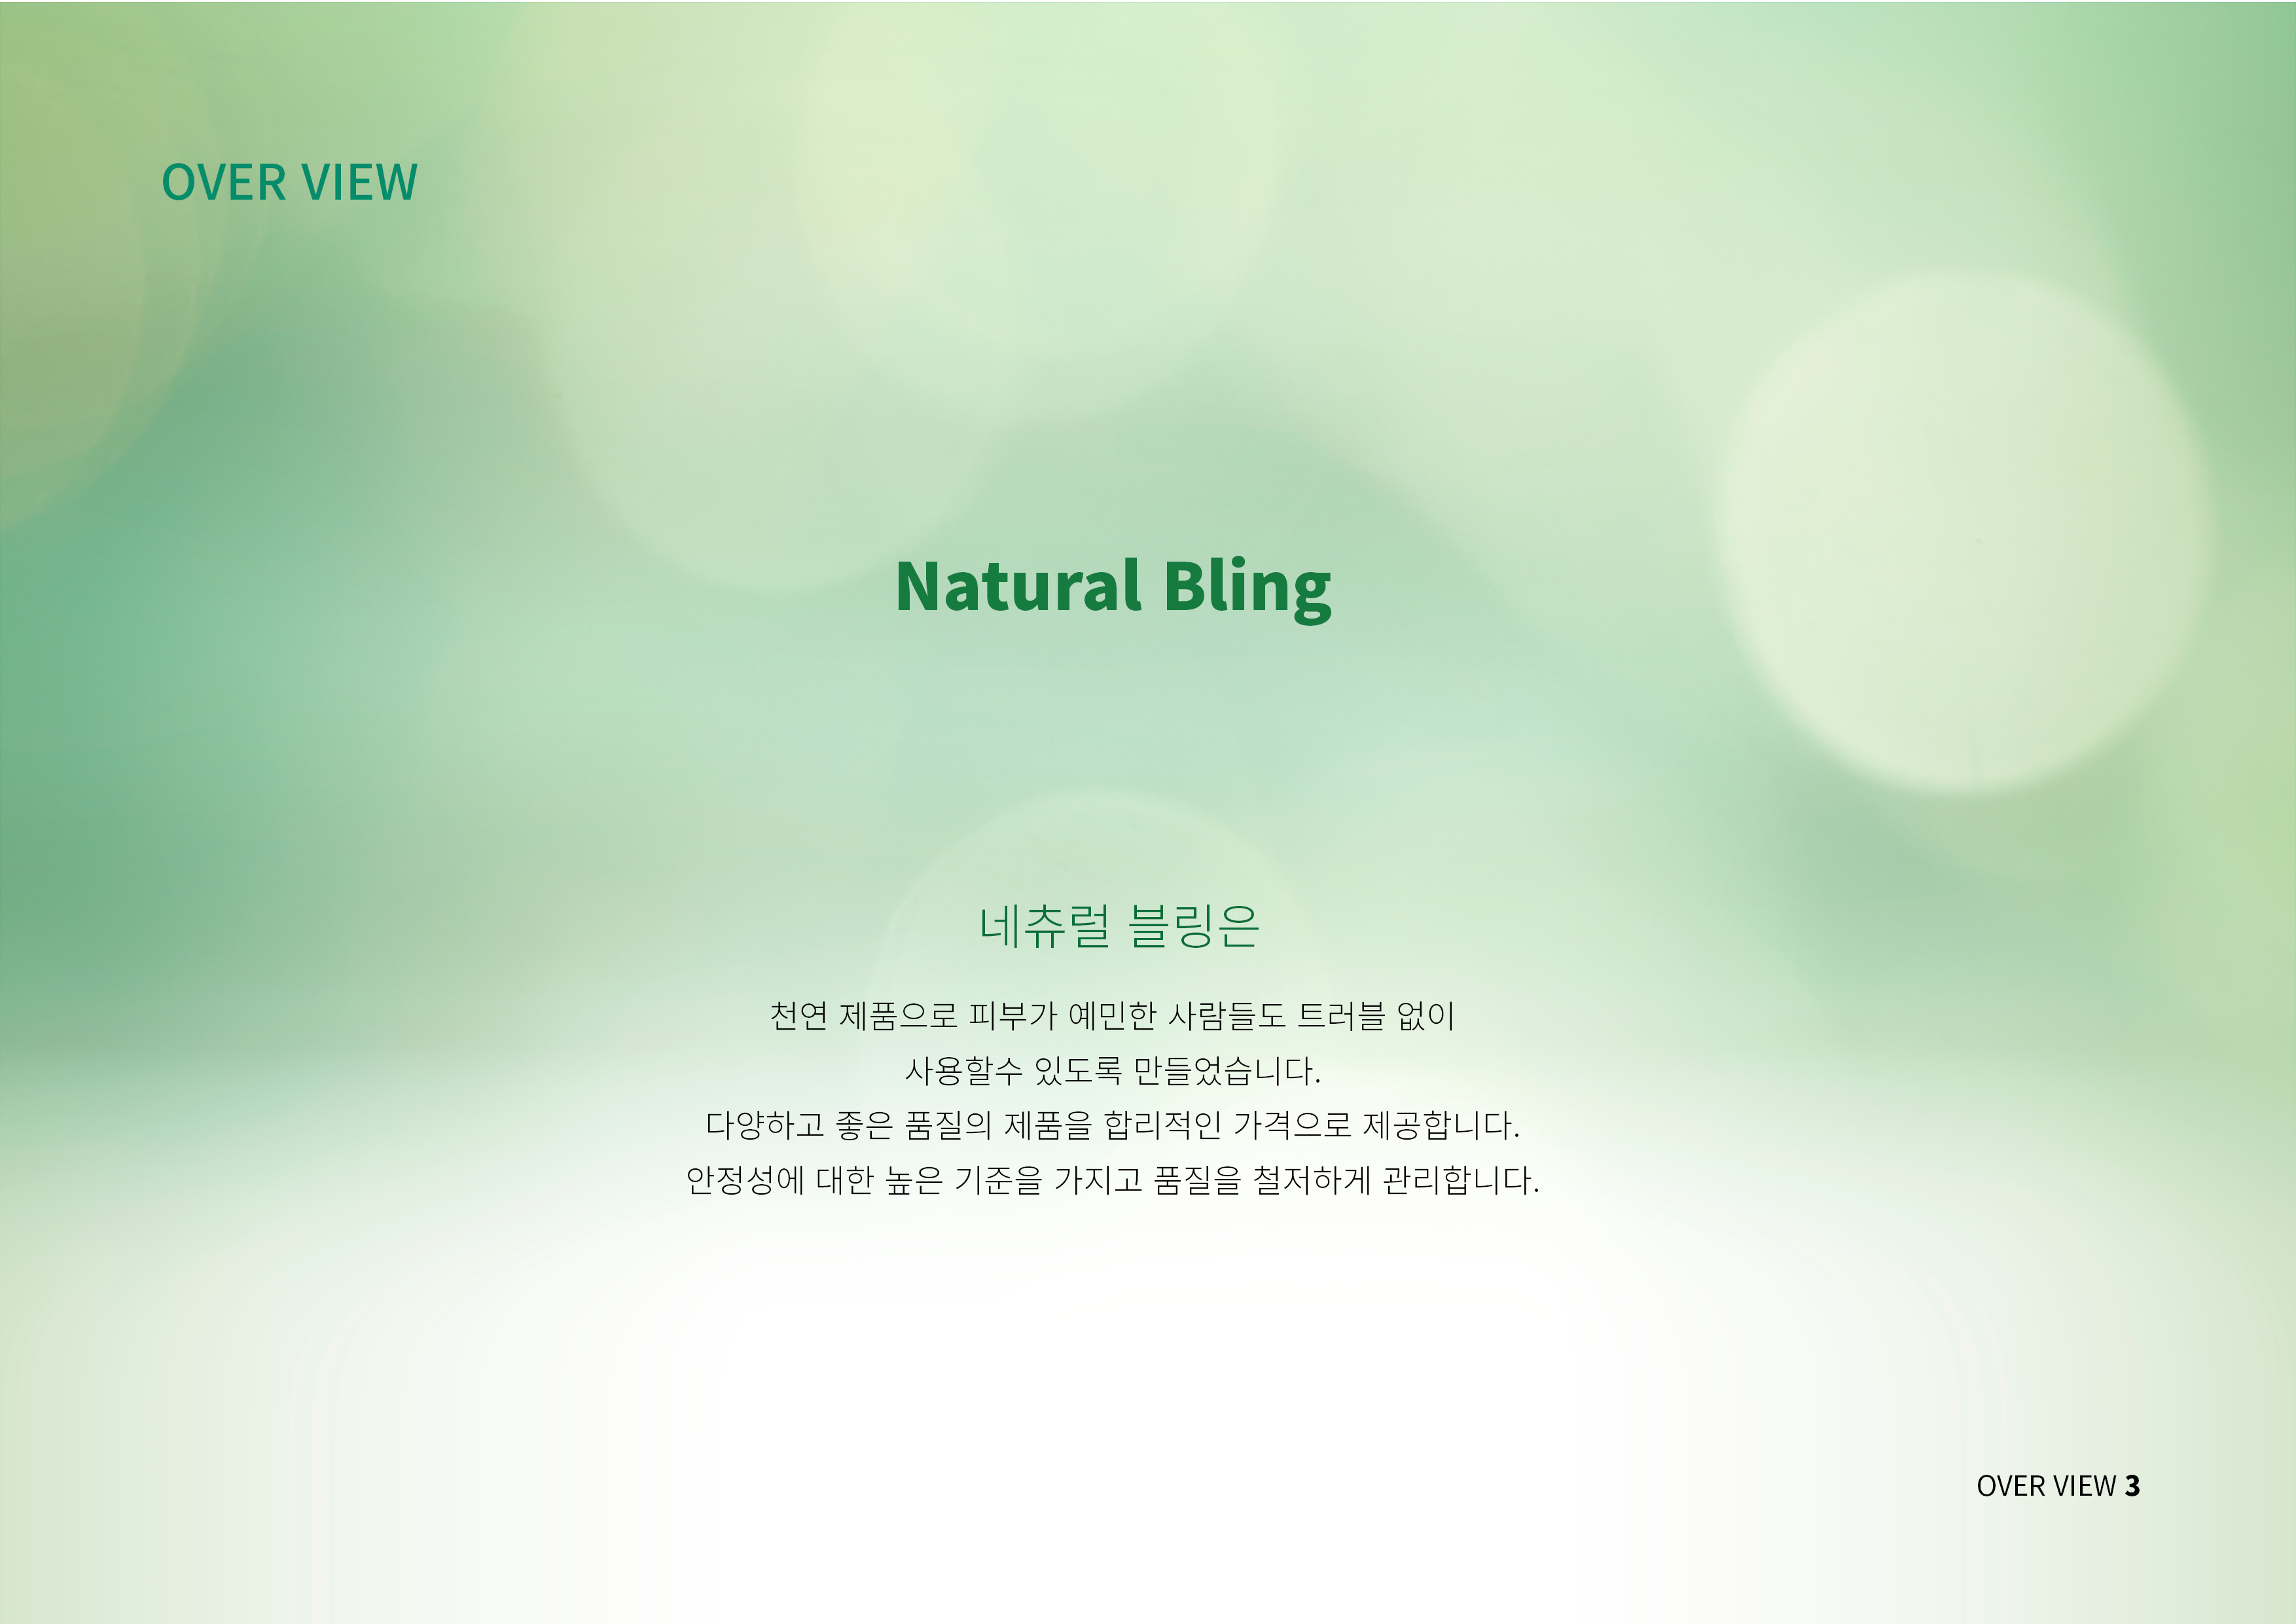 OVER VIEW
Natural Bling
네츄럴 블링은
천연 제품으로 피부가 예민한 사람들도 트러블 없이
사용할수 있도록 만들었습니다.
다양하고 좋은 품질의 제품을 합리적인 가격으로 제공합니다.
안정성에 대한 높은 기준을 가지고 품질을 철저하게 관리합니다.
OVER VIEW 3